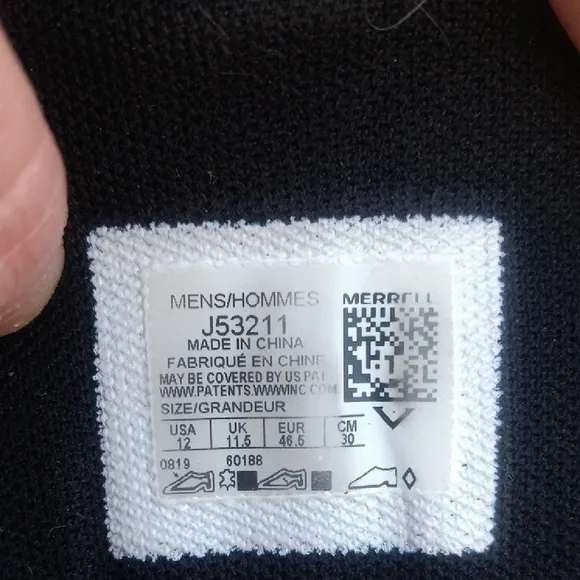 MENS/HOMMES MERRELL
J53211
MADE IN CHINA
FABRIQUÉ EN CHINE
MAY BE COVERED BY US PAT
WWW.PATENTS.WWWINC.COM
SIZE/GRANDEUR
USA UK EUR CM
12 11.5 46.5 30
0819 60188